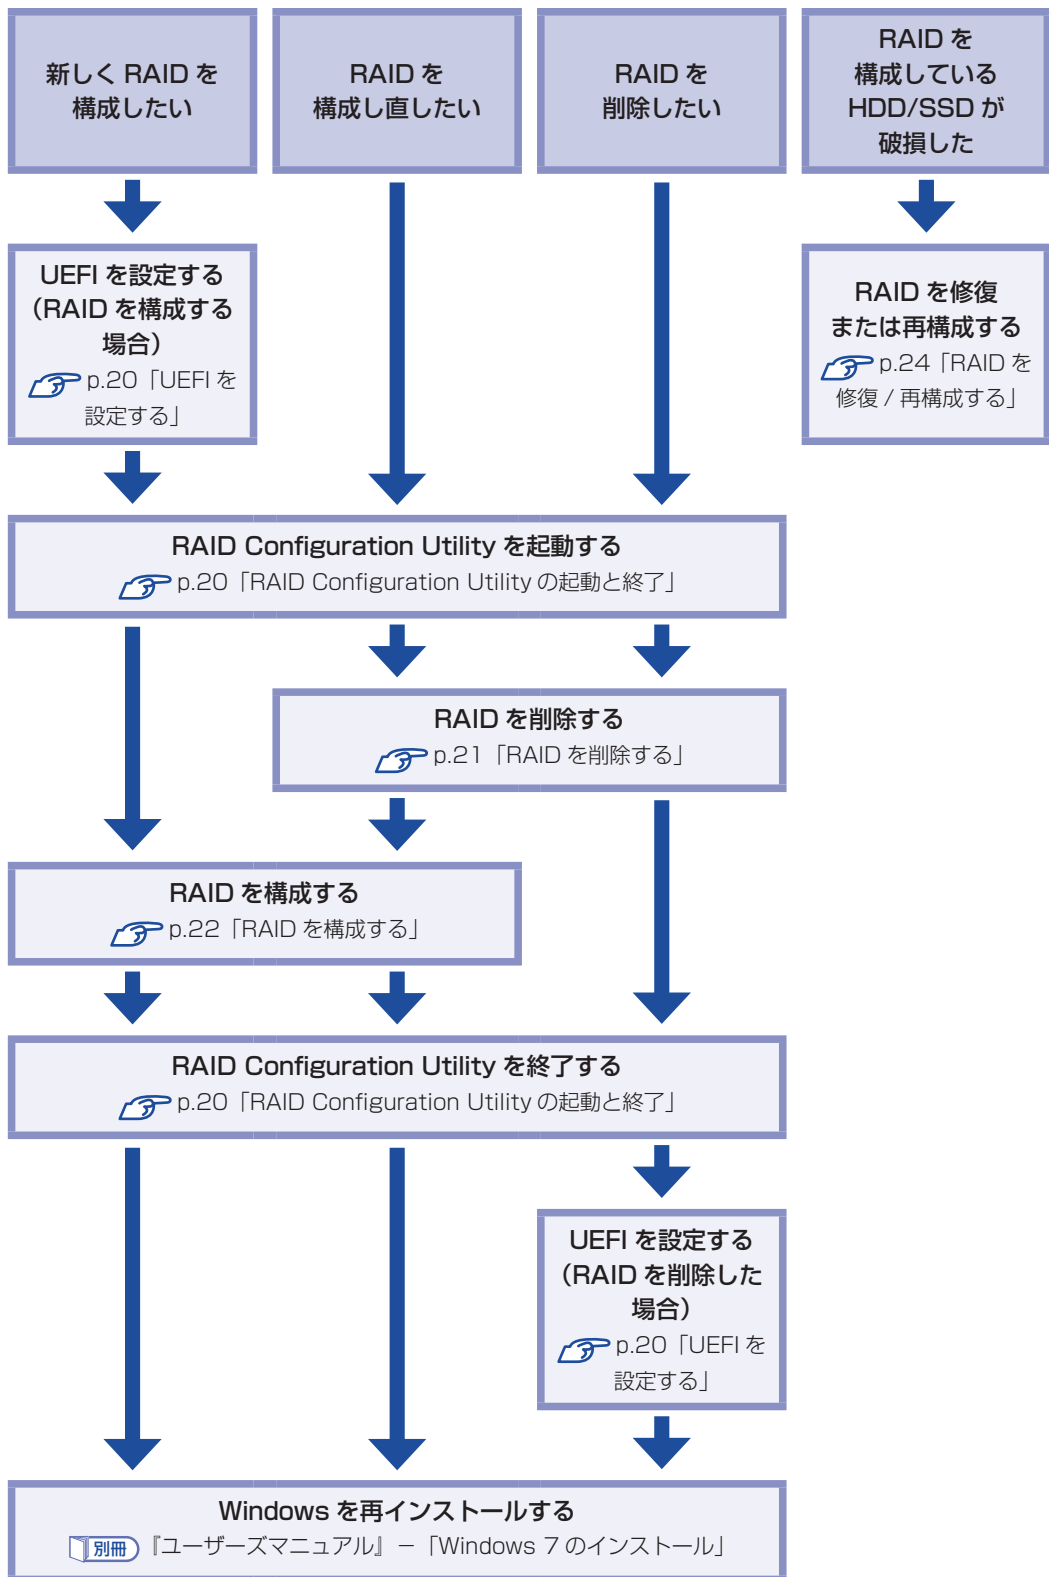 新しく RAID を
構成したい
RAID を
構成し直したい
RAID を
削除したい
RAID を
構成している
HDD/SSD が
破損した
UEFI を設定する
（RAID を構成する
場合）
p.20「UEFI を
設定する」
RAID を修復
または再構成する
p.24「RAID を
修復 / 再構成する」
RAID Configuration Utility を起動する
p.20「RAID Configuration Utility の起動と終了」
RAID を削除する
p.21「RAID を削除する」
RAID を構成する
p.22「RAID を構成する」
RAID Configuration Utility を終了する
p.20「RAID Configuration Utility の起動と終了」
UEFI を設定する
（RAID を削除した
場合）
p.20「UEFI を
設定する」
Windows を再インストールする
別冊 『ユーザーズマニュアル』－「Windows 7 のインストール」